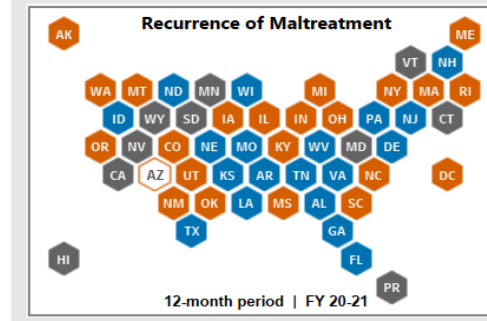 Recurrence of Maltreatment
AK ME
VT NH
WA MT ND MN WI MI NY MA RI
ID WY SD IA IL IN OH PA NJ CT
OR NV CO NE MO KY WV MD DE
CA AZ UT KS AR TN VA NC DC
NM OK LA MS AL SC
TX GA
HI FL
PR
12-month period | FY 20-21